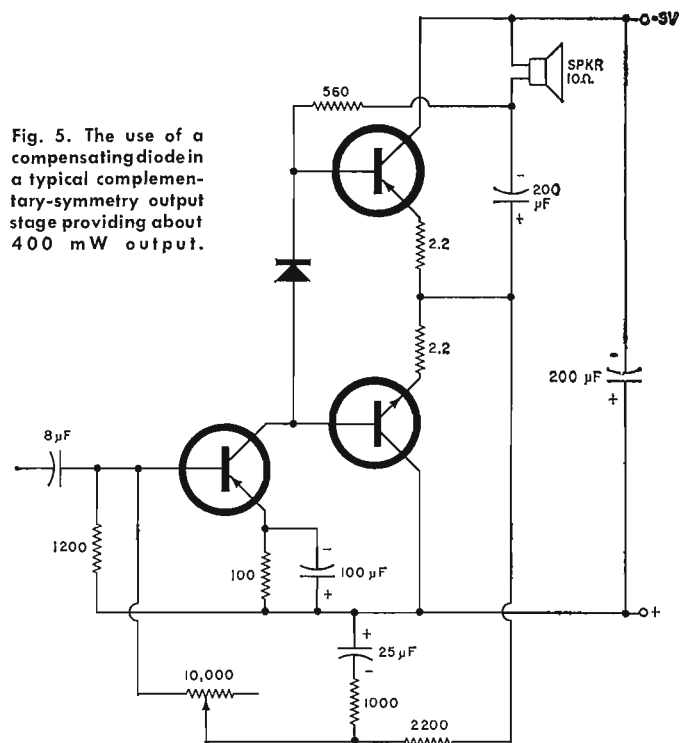 -9V
SPKR
10Ω
560
Fig. 5. The use of a
compensating diode in
a typical complemen-
tary-symmetry output
stage providing about
400 mW output.
-
200
μF
+
2.2
2.2
-
200 μF
+
8μF
1200
100
-
100 μF
+
+
+
25μF
-
10,000
1000
2200